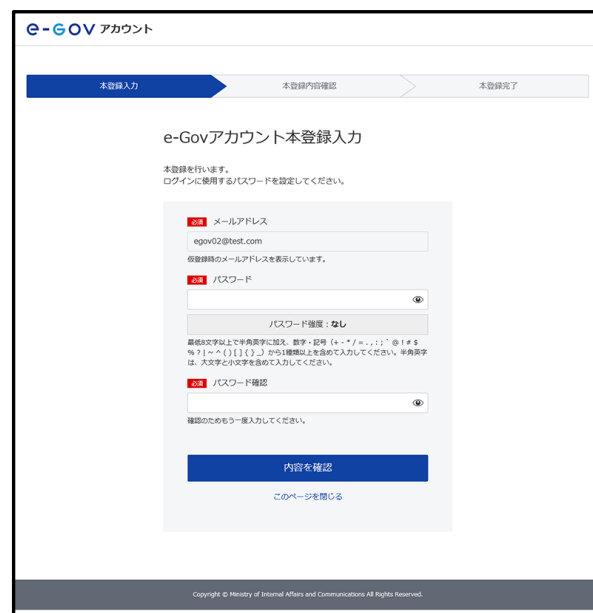 e-GOV アカウント
本登録入力
本登録内容確認
本登録完了
e-Govアカウント本登録入力
本登録を行います。
ログインに使用するパスワードを設定してください。
必須 メールアドレス
egov02@test.com
仮登録時のメールアドレスを表示しています。
必須 パスワード
パスワード強度：なし
最低8文字以上で半角英字に加え、数字・記号（+ - * / = . , : ; ` @ ! # $
% ? | ~ ^ ( ) [ ] { } _）から1種類以上を含めて入力してください。半角英字
は、大文字と小文字を含めて入力してください。
必須 パスワード確認
確認のためもう一度入力してください。
内容を確認
このページを閉じる
Copyright © Ministry of Internal Affairs and Communications All Rights Reserved.